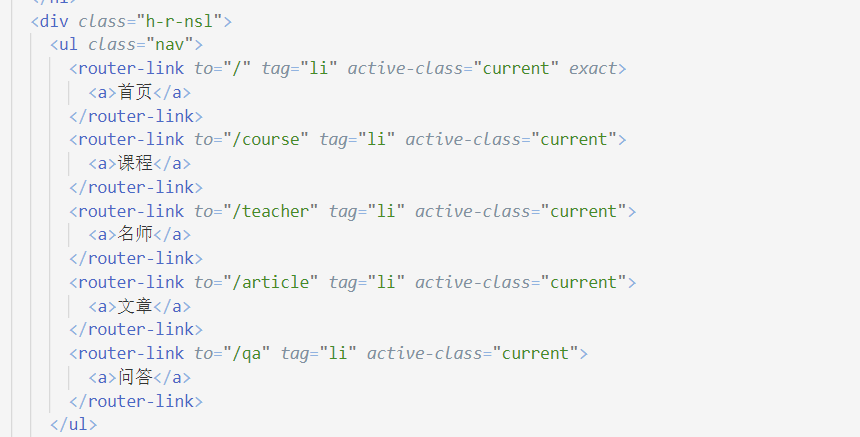 <div class="h-r-nsl">
<ul class="nav">
<router-link to="/" tag="li" active-class="current" exact>
<a>首页</a>
</router-link>
<router-link to="/course" tag="li" active-class="current">
<a>课程</a>
</router-link>
<router-link to="/teacher" tag="li" active-class="current">
<a>名师</a>
</router-link>
<router-link to="/article" tag="li" active-class="current">
<a>文章</a>
</router-link>
<router-link to="/qa" tag="li" active-class="current">
<a>问答</a>
</router-link>
</ul>